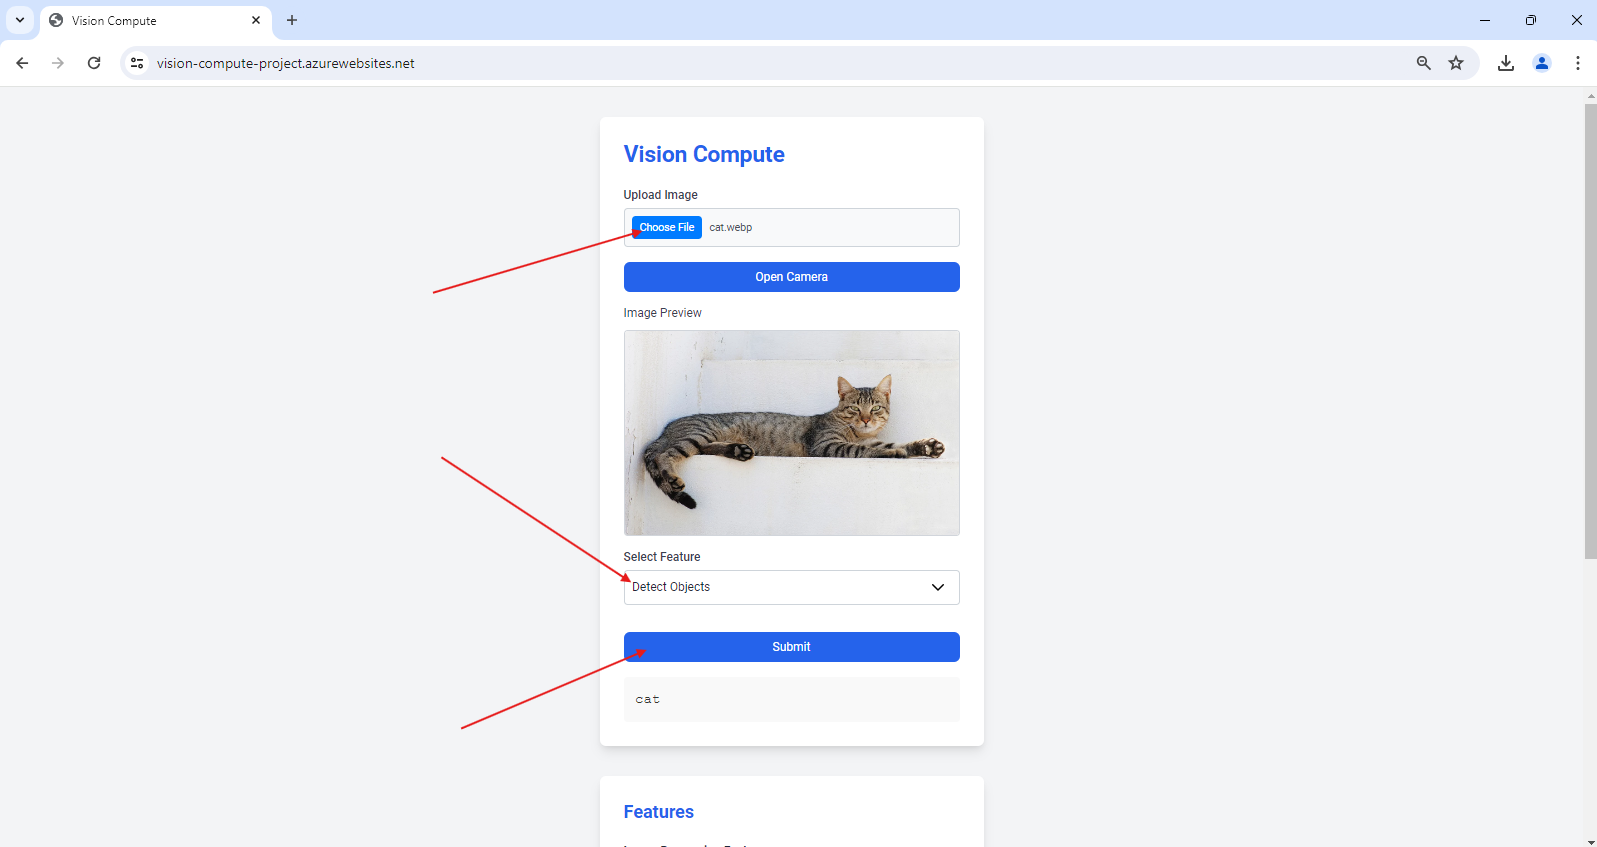 Vision Compute
vision-compute-project.azurewebsites.net
Vision Compute
Upload Image
Choose File cat.webp
Open Camera
Image Preview
Select Feature
Detect Objects
Submit
cat
Features